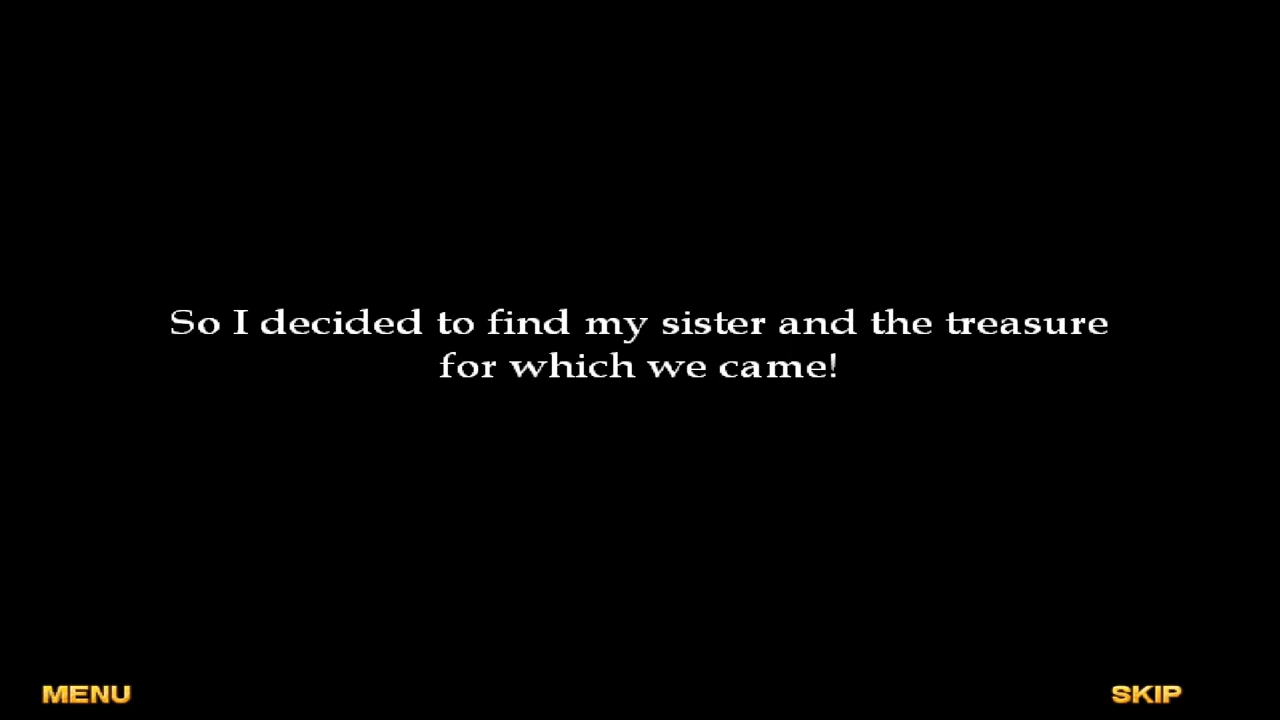 So I decided to find my sister and the treasure
for which we came!
MENU
SKIP